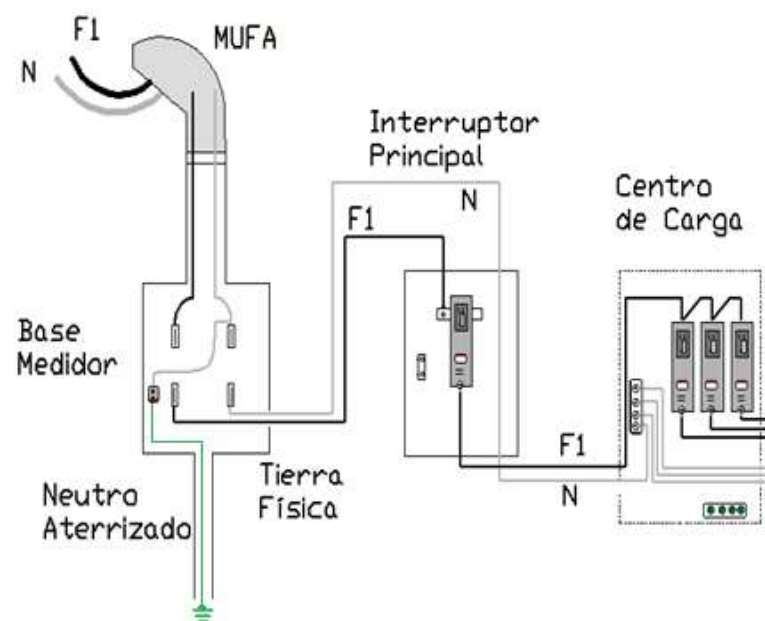 F1
MUFA
N
Interruptor
Principal
N
F1
Centro
de Carga
Base
Medidor
F1
N
Tierra
Física
Neutro
Aterrizado